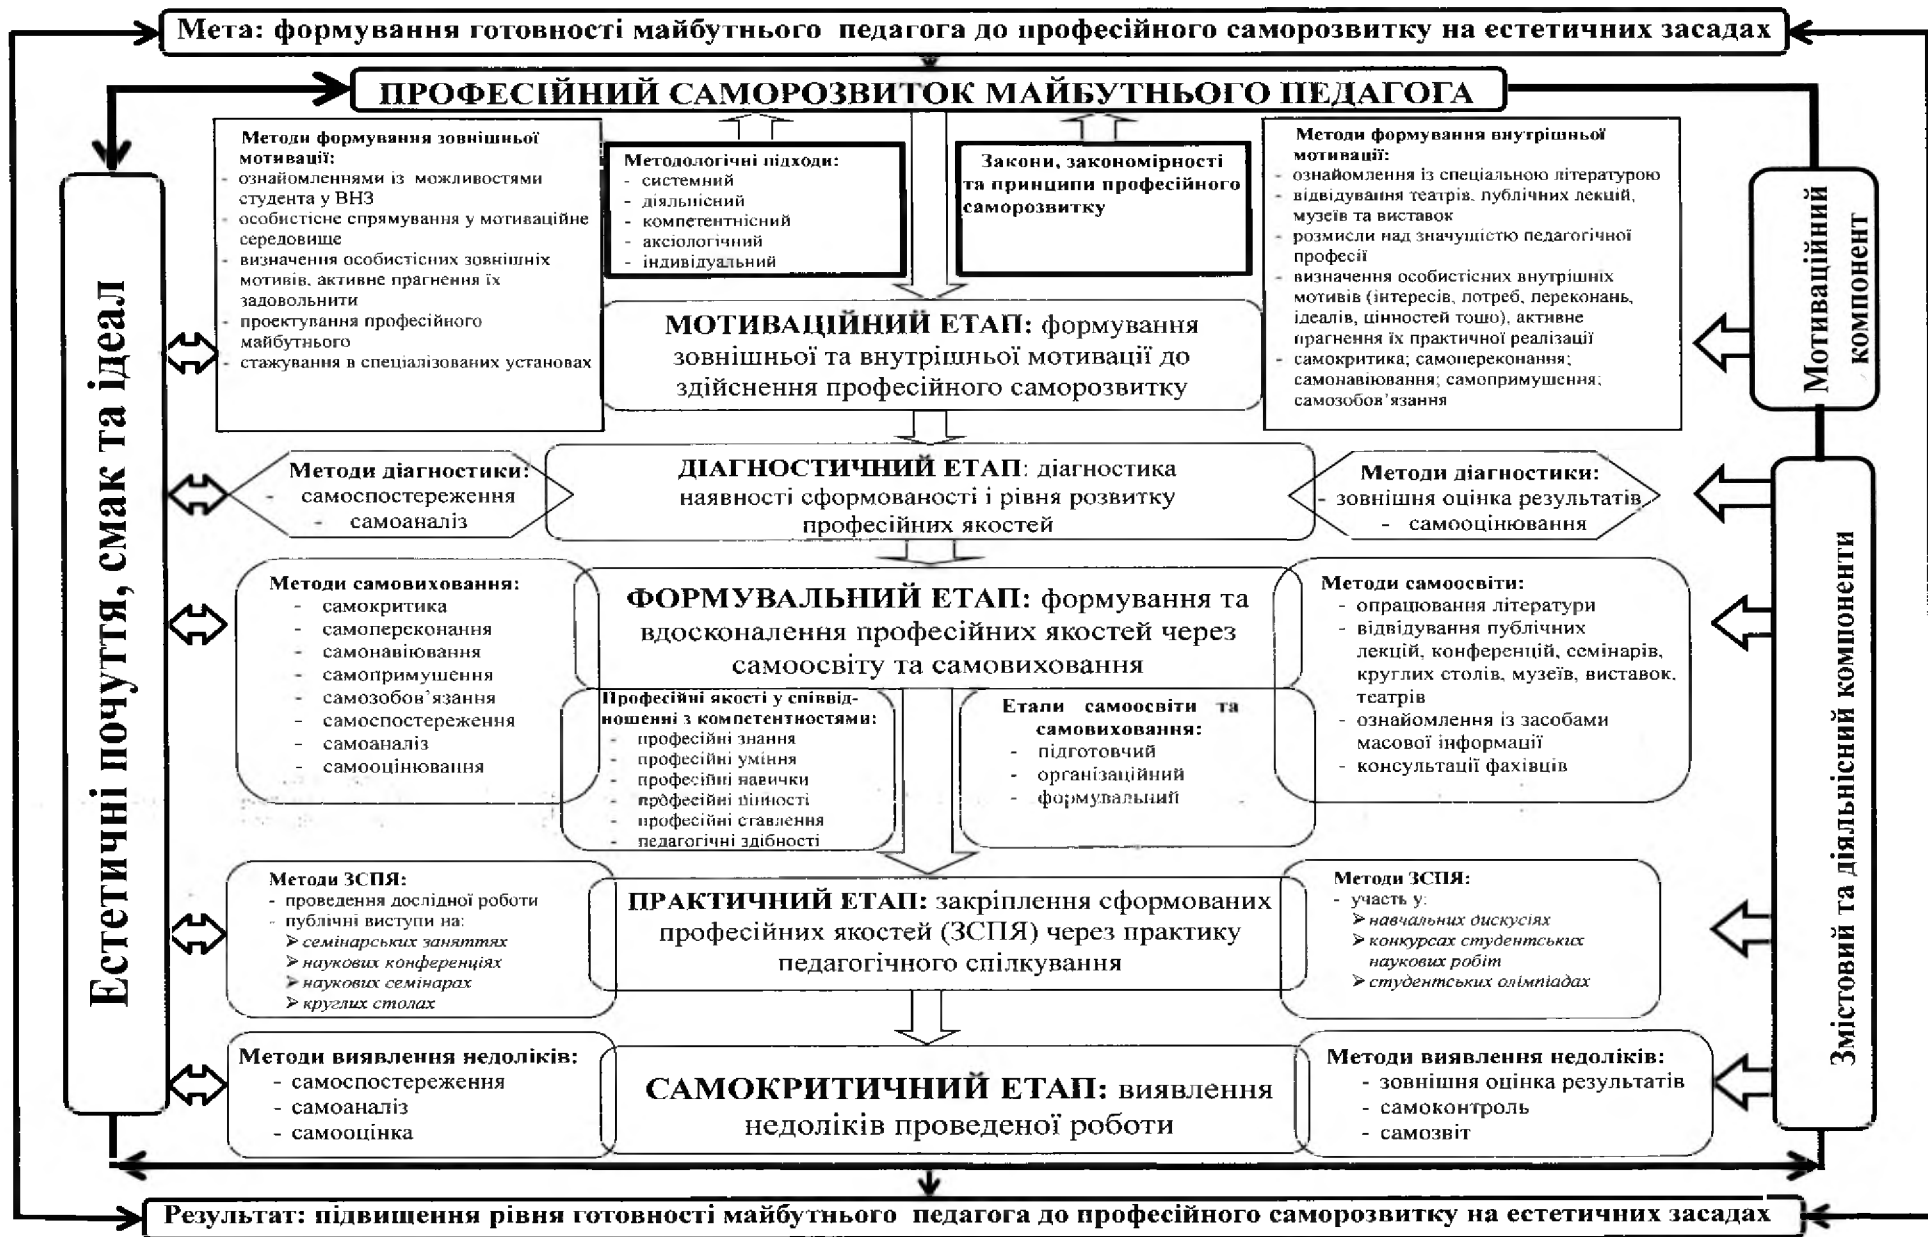 Мета: формування готовності майбутнього педагога до професійного саморозвитку на естетичних засадах
ПРОФЕСІЙНИЙ САМОРОЗВИТОК МАЙБУТНЬОГО ПЕДАГОГА
Естетичні почуття, смак та ідеал
Методи формування зовнішньої
мотивації:
- ознайомленнями із можливостями
студента у ВНЗ
- особистісне спрямування у мотиваційне
середовище
- визначення особистісних зовнішніх
мотивів, активне прагнення їх
задовольнити
- проектування професійного
майбутнього
- стажування в спеціалізованих установах
Методологічні підходи:
- системний
- діяльнісний
- компетентнісний
- аксіологічний
- індивідуальний
Закони, закономірності
та принципи професійного
саморозвитку
Методи формування внутрішньої
мотивації:
- ознайомлення із спеціальною літературою
- відвідування театрів, публічних лекцій,
музеїв та виставок
- розмисли над значущістю педагогічної
професії
- визначення особистісних внутрішніх
мотивів (інтересів, потреб, переконань,
ідеалів, цінностей тощо), активне
прагнення їх практичної реалізації
- самокритика; самопереконання;
самонавіювання; самопримушення;
самозобов’язання
Мотиваційний
компонент
МОТИВАЦІЙНИЙ ЕТАП: формування
зовнішньої та внутрішньої мотивації до
здійснення професійного саморозвитку
Методи діагностики:
- самоспостереження
- самоаналіз
ДІАГНОСТИЧНИЙ ЕТАП: діагностика
наявності сформованості і рівня розвитку
професійних якостей
Методи діагностики:
- зовнішня оцінка результатів
- самооцінювання
Змістовий та діяльнісний компоненти
Методи самовиховання:
- самокритика
- самопереконання
- самонавіювання
- самопримушення
- самозобов’язання
- самоспостереження
- самоаналіз
- самооцінювання
ФОРМУВАЛЬНИЙ ЕТАП: формування та
вдосконалення професійних якостей через
самоосвіту та самовиховання
Методи самоосвіти:
- опрацювання літератури
- відвідування публічних
лекцій, конференцій, семінарів,
круглих столів, музеїв, виставок,
театрів
- ознайомлення із засобами
масової інформації
- консультації фахівців
Професійні якості у співвід-
ношенні з компетентностями:
- професійні знання
- професійні уміння
- професійні навички
- професійні цінності
- професійні ставлення
- педагогічні здібності
Етапи самоосвіти та
самовиховання:
- підготовчий
- організаційний
- формувальний
Методи ЗСПЯ:
- проведення дослідної роботи
- публічні виступи на:
➢ семінарських заняттях
➢ наукових конференціях
➢ наукових семінарах
➢ круглих столах
ПРАКТИЧНИЙ ЕТАП: закріплення сформованих
професійних якостей (ЗСПЯ) через практику
педагогічного спілкування
Методи ЗСПЯ:
- участь у:
➢ навчальних дискусіях
➢ конкурсах студентських
наукових робіт
➢ студентських олімпіадах
Методи виявлення недоліків:
- самоспостереження
- самоаналіз
- самооцінка
САМОКРИТИЧНИЙ ЕТАП: виявлення
недоліків проведеної роботи
Методи виявлення недоліків:
- зовнішня оцінка результатів
- самоконтроль
- самозвіт
Результат: підвищення рівня готовності майбутнього педагога до професійного саморозвитку на естетичних засадах